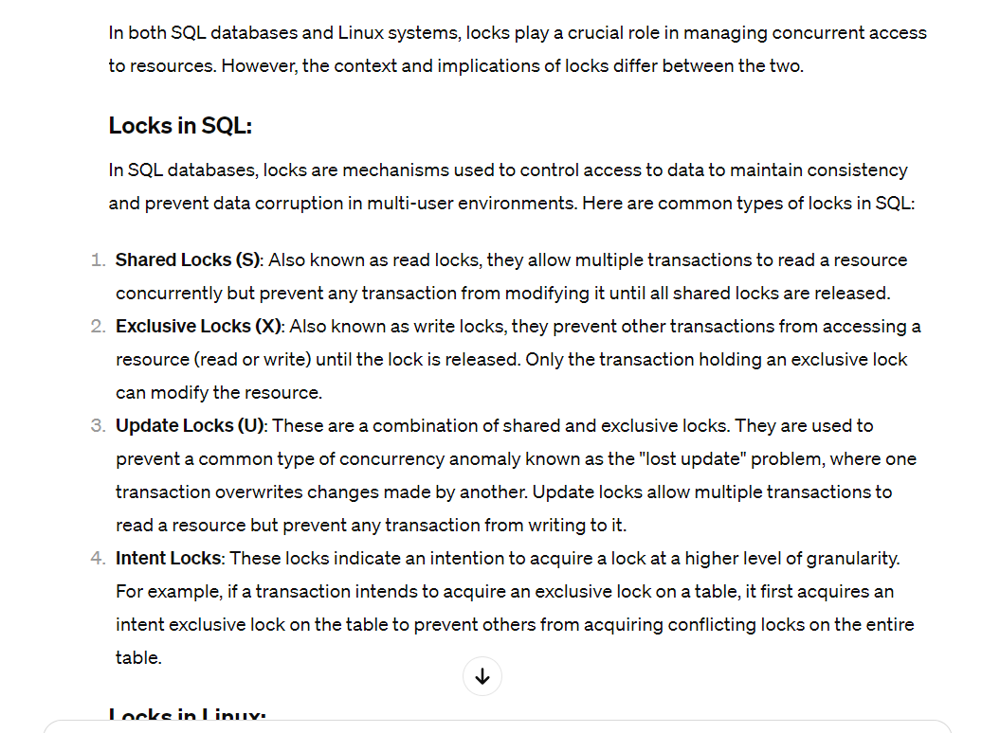 In both SQL databases and Linux systems, locks play a crucial role in managing concurrent access
to resources. However, the context and implications of locks differ between the two.
Locks in SQL:
In SQL databases, locks are mechanisms used to control access to data to maintain consistency
and prevent data corruption in multi-user environments. Here are common types of locks in SQL:
1. Shared Locks (S): Also known as read locks, they allow multiple transactions to read a resource
concurrently but prevent any transaction from modifying it until all shared locks are released.
2. Exclusive Locks (X): Also known as write locks, they prevent other transactions from accessing a
resource (read or write) until the lock is released. Only the transaction holding an exclusive lock
can modify the resource.
3. Update Locks (U): These are a combination of shared and exclusive locks. They are used to
prevent a common type of concurrency anomaly known as the "lost update" problem, where one
transaction overwrites changes made by another. Update locks allow multiple transactions to
read a resource but prevent any transaction from writing to it.
4. Intent Locks: These locks indicate an intention to acquire a lock at a higher level of granularity.
For example, if a transaction intends to acquire an exclusive lock on a table, it first acquires an
intent exclusive lock on the table to prevent others from acquiring conflicting locks on the entire
table.
Locks in Linux: